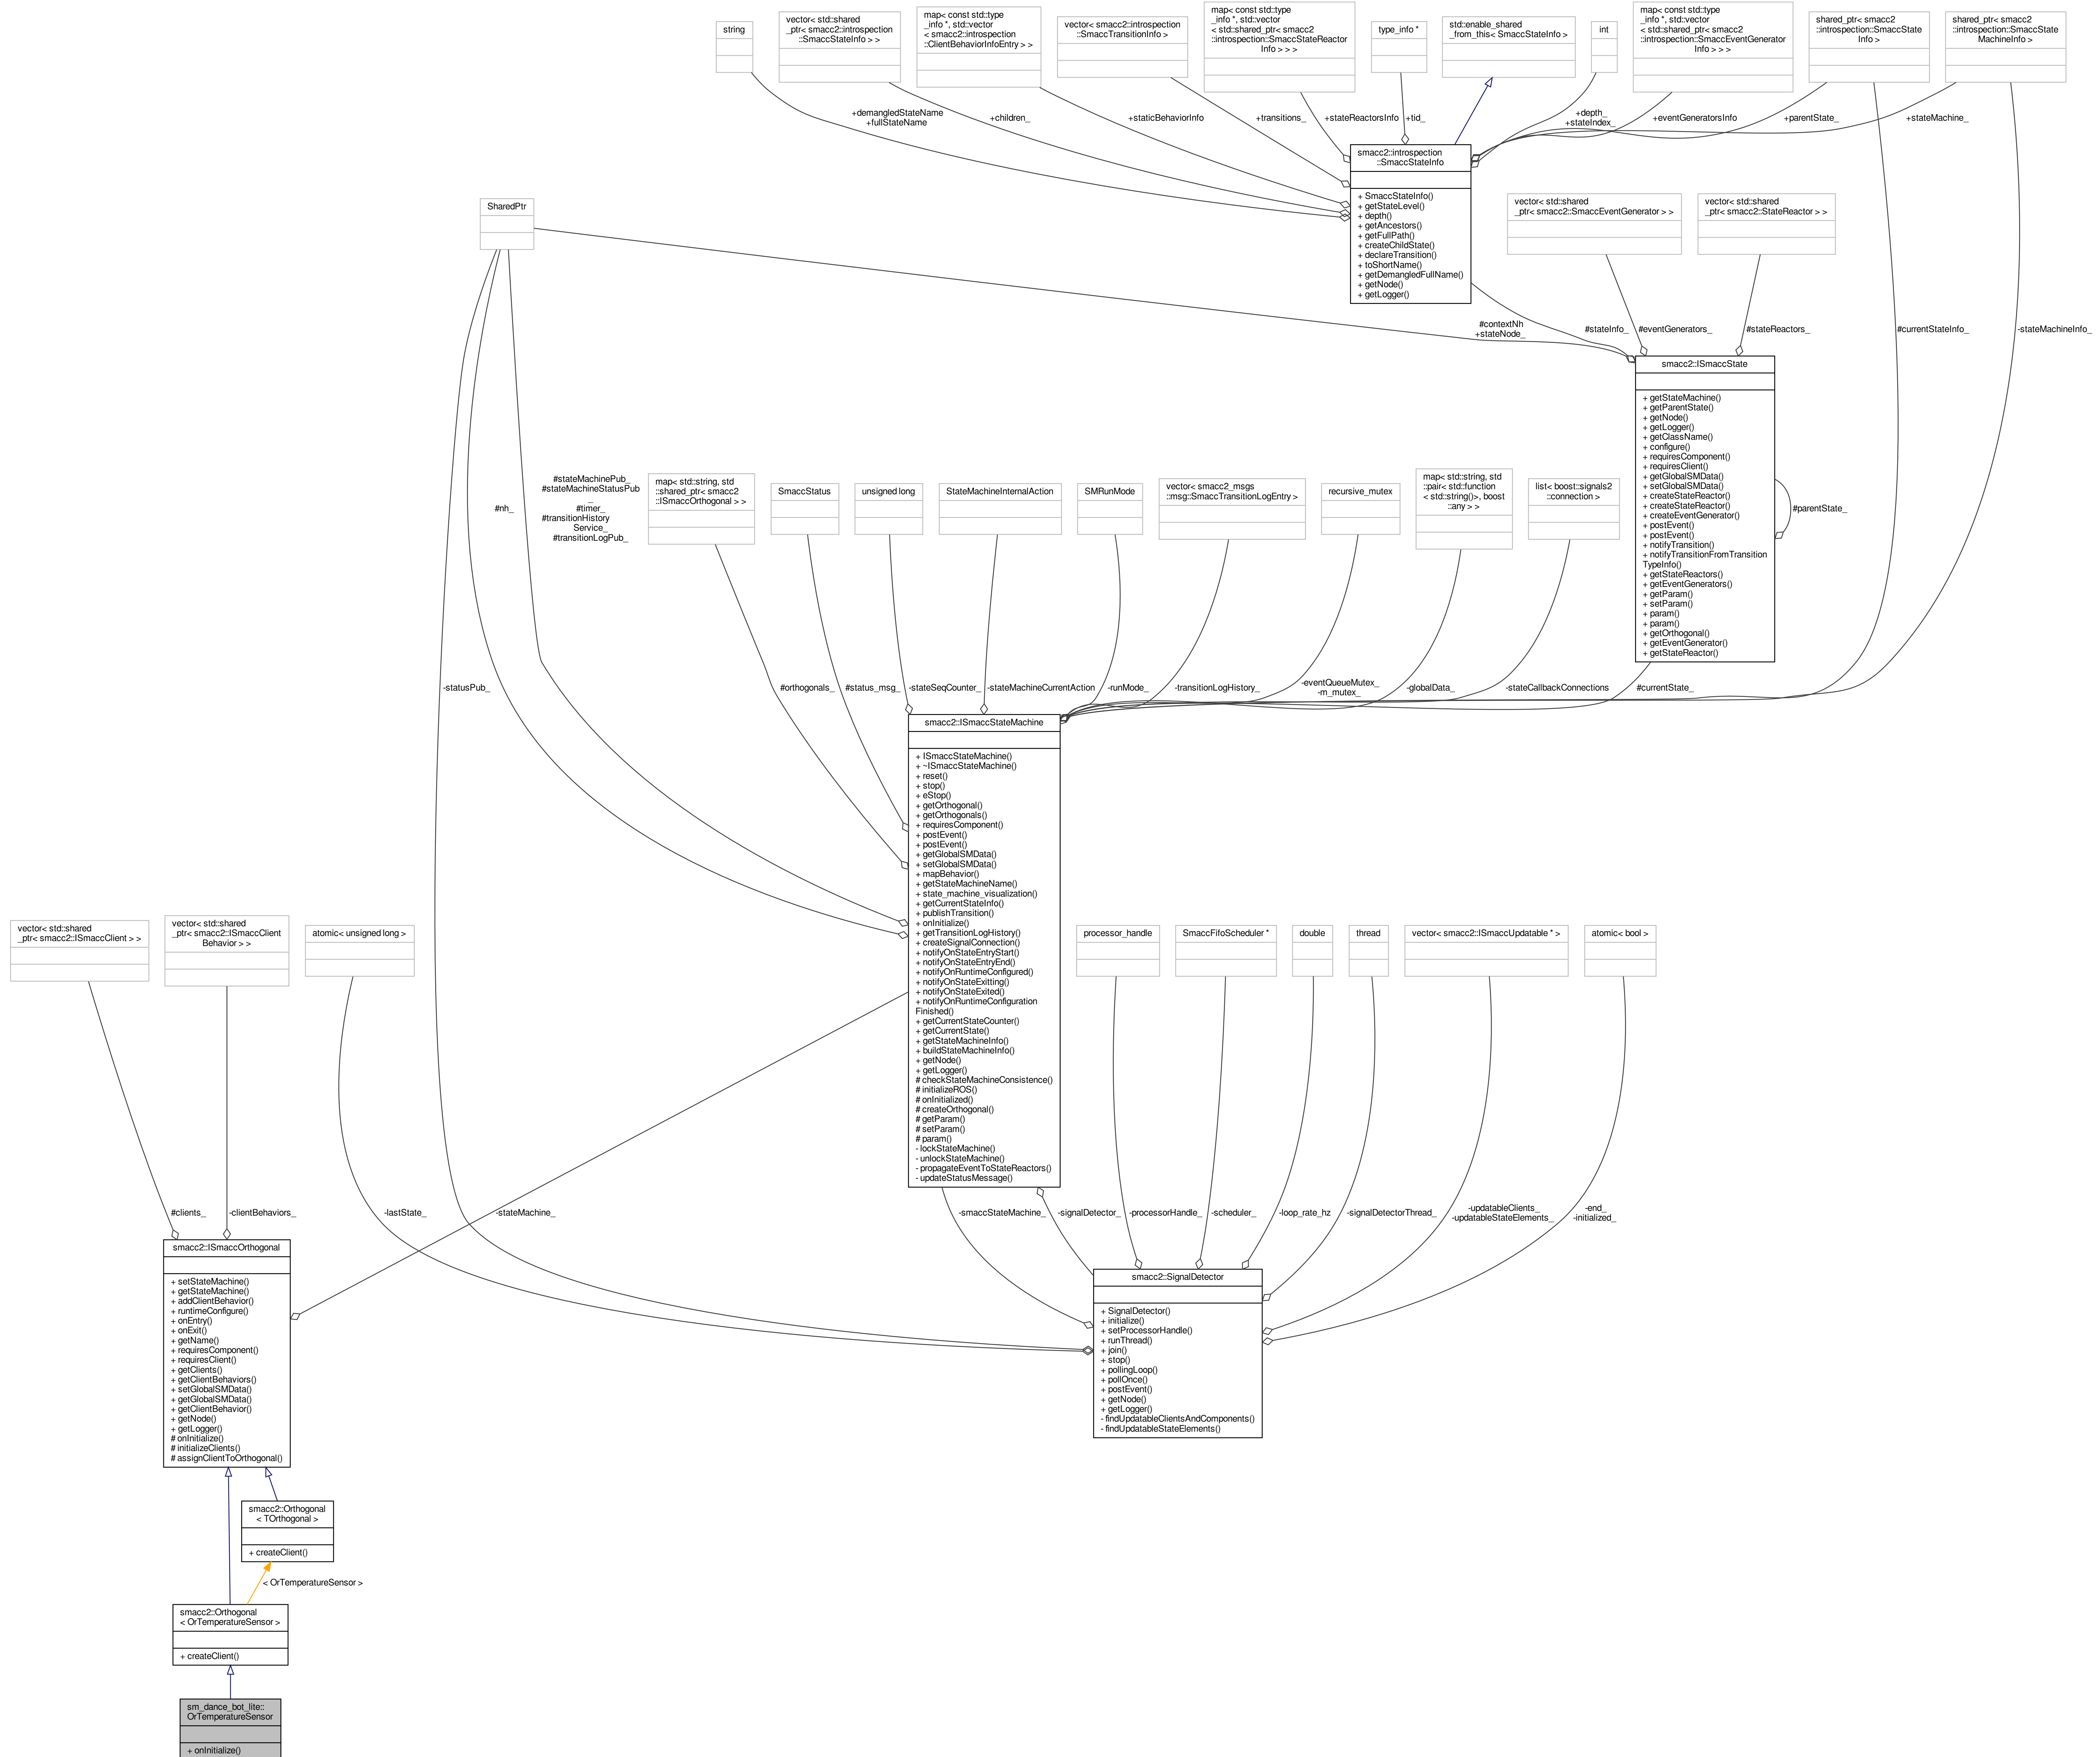 string
vector< std::shared
_ptr< smacc2::introspection
::SmaccStateInfo > >
map< const std::type
_info *, std::vector
< smacc2::introspection
::ClientBehaviorInfoEntry > >
vector< smacc2::introspection
::SmaccTransitionInfo >
map< const std::type
_info *, std::vector
< std::shared_ptr< smacc2
::introspection::SmaccStateReactor
Info > > >
type_info *
std::enable_shared
_from_this< SmaccStateInfo >
int
map< const std::type
_info *, std::vector
< std::shared_ptr< smacc2
::introspection::SmaccEventGenerator
Info > > >
shared_ptr< smacc2
::introspection::SmaccState
Info >
shared_ptr< smacc2
::introspection::SmaccState
MachineInfo >
+demangledStateName
+fullStateName
+children_
+staticBehaviorInfo
+transitions_
+stateReactorsInfo
+tid_
+depth_
+stateIndex_
+eventGeneratorsInfo
+parentState_
+stateMachine_
smacc2::introspection
::SmaccStateInfo
+ SmaccStateInfo()
+ getStateLevel()
+ depth()
+ getAncestors()
+ getFullPath()
+ createChildState()
+ declareTransition()
+ toShortName()
+ getDemangledFullName()
+ getNode()
+ getLogger()
SharedPtr
vector< std::shared
_ptr< smacc2::SmaccEventGenerator > >
vector< std::shared
_ptr< smacc2::StateReactor > >
#contextNh
+stateNode_
#stateInfo_
#eventGenerators_
#stateReactors_
#currentStateInfo_
-stateMachineInfo_
smacc2::ISmaccState
+ getStateMachine()
+ getParentState()
+ getNode()
+ getLogger()
+ getClassName()
+ configure()
+ requiresComponent()
+ requiresClient()
+ getGlobalSMData()
+ setGlobalSMData()
+ createStateReactor()
+ createStateReactor()
+ createEventGenerator()
+ postEvent()
+ postEvent()
+ notifyTransition()
+ notifyTransitionFromTransition
TypeInfo()
+ getStateReactors()
+ getEventGenerators()
+ getParam()
+ setParam()
+ param()
+ param()
+ getOrthogonal()
+ getEventGenerator()
+ getStateReactor()
#parentState_
#nh_
#stateMachinePub_
#stateMachineStatusPub
_
#timer_
#transitionHistory
Service_
#transitionLogPub_
map< std::string, std
::shared_ptr< smacc2
::ISmaccOrthogonal > >
SmaccStatus
unsigned long
StateMachineInternalAction
SMRunMode
vector< smacc2_msgs
::msg::SmaccTransitionLogEntry >
recursive_mutex
map< std::string, std
::pair< std::function
< std::string()>, boost
::any > >
list< boost::signals2
::connection >
-statusPub_
#orthogonals_
#status_msg_
-stateSeqCounter_
-stateMachineCurrentAction
-runMode_
-transitionLogHistory_
-eventQueueMutex_
-m_mutex_
-globalData_
-stateCallbackConnections
#currentState_
smacc2::ISmaccStateMachine
+ ISmaccStateMachine()
+ ~ISmaccStateMachine()
+ reset()
+ stop()
+ eStop()
+ getOrthogonal()
+ getOrthogonals()
+ requiresComponent()
+ postEvent()
+ postEvent()
+ getGlobalSMData()
+ setGlobalSMData()
+ mapBehavior()
+ getStateMachineName()
+ state_machine_visualization()
+ getCurrentStateInfo()
+ publishTransition()
+ onInitialize()
+ getTransitionLogHistory()
+ createSignalConnection()
+ notifyOnStateEntryStart()
+ notifyOnStateEntryEnd()
+ notifyOnRuntimeConfigured()
+ notifyOnStateExitting()
+ notifyOnStateExited()
+ notifyOnRuntimeConfiguration
Finished()
+ getCurrentStateCounter()
+ getCurrentState()
+ getStateMachineInfo()
+ buildStateMachineInfo()
+ getNode()
+ getLogger()
# checkStateMachineConsistence()
# initializeROS()
# onInitialized()
# createOrthogonal()
# getParam()
# setParam()
# param()
- lockStateMachine()
- unlockStateMachine()
- propagateEventToStateReactors()
- updateStatusMessage()
vector< std::shared
_ptr< smacc2::ISmaccClient > >
vector< std::shared
_ptr< smacc2::ISmaccClient
Behavior > >
atomic< unsigned long >
processor_handle
SmaccFifoScheduler *
double
thread
vector< smacc2::ISmaccUpdatable * >
atomic< bool >
#clients_
-clientBehaviors_
-lastState_
-stateMachine_
-smaccStateMachine_
-signalDetector_
-processorHandle_
-scheduler_
-loop_rate_hz
-signalDetectorThread_
-updatableClients_
-updatableStateElements_
-end_
-initialized_
smacc2::ISmaccOrthogonal
+ setStateMachine()
+ getStateMachine()
+ addClientBehavior()
+ runtimeConfigure()
+ onEntry()
+ onExit()
+ getName()
+ requiresComponent()
+ requiresClient()
+ getClients()
+ getClientBehaviors()
+ setGlobalSMData()
+ getGlobalSMData()
+ getClientBehavior()
+ getNode()
+ getLogger()
# onInitialize()
# initializeClients()
# assignClientToOrthogonal()
smacc2::SignalDetector
+ SignalDetector()
+ initialize()
+ setProcessorHandle()
+ runThread()
+ join()
+ stop()
+ pollingLoop()
+ pollOnce()
+ postEvent()
+ getNode()
+ getLogger()
- findUpdatableClientsAndComponents()
- findUpdatableStateElements()
smacc2::Orthogonal
< TOrthogonal >
+ createClient()
< OrTemperatureSensor >
smacc2::Orthogonal
< OrTemperatureSensor >
+ createClient()
sm_dance_bot_lite::
OrTemperatureSensor
+ onInitialize()